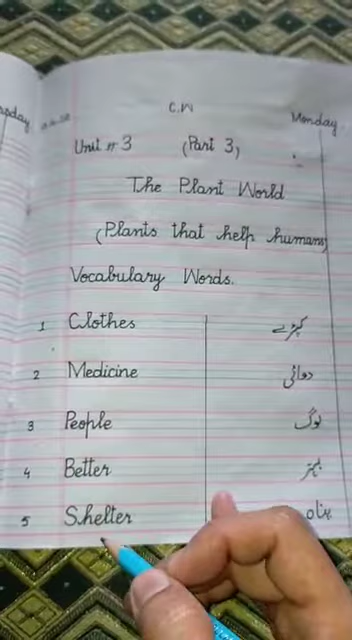 C.W
Monday
Unit # 3 (Part 3)
The Plant World
(Plants that help humans)
Vocabulary Words.
1 Clothes کپڑے
2 Medicine دوائی
3 People لوگ
4 Better بہتر
5 Shelter پناہ